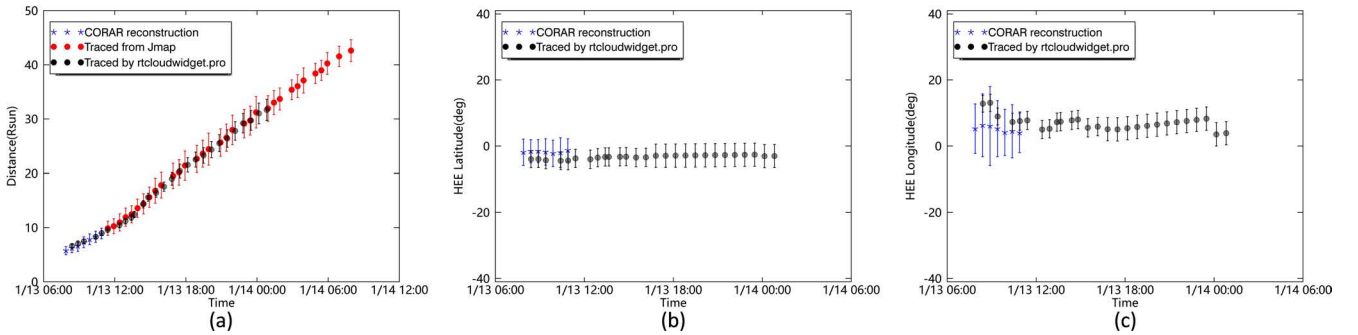 CORAR reconstruction
Traced from Jmap
Traced by rtcloudwidget.pro
50
40
30
20
10
0
Distance(Rsun)
1/13 06:00 1/13 12:00 1/13 18:00 1/14 00:00 1/14 06:00 1/14 12:00
Time
(a)
CORAR reconstruction
Traced by rtcloudwidget.pro
40
20
0
-20
-40
HEE Latitude(deg)
1/13 06:00 1/13 12:00 1/13 18:00 1/14 00:00 1/14 06:00
Time
(b)
CORAR reconstruction
Traced by rtcloudwidget.pro
40
20
0
-20
-40
HEE Longitude(deg)
1/13 06:00 1/13 12:00 1/13 18:00 1/14 00:00 1/14 06:00
Time
(c)